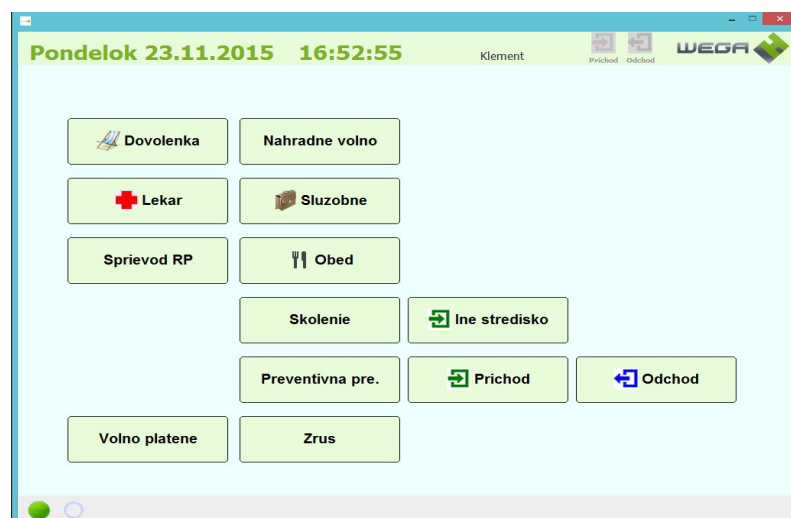 Pondelok 23.11.2015 16:52:55 Klement Príchod Odchod WEGA
Dovolenka Nahradne volno
Lekar Sluzobne
Sprievod RP Obed
Skolenie Ine stredisko
Preventivna pre. Prichod Odchod
Volno platene Zrus